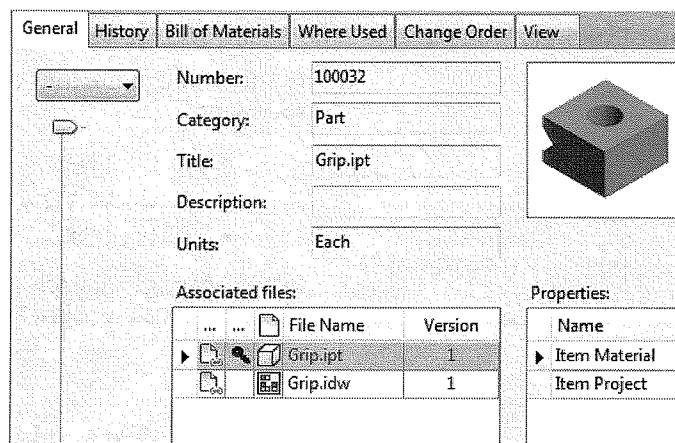 General History Bill of Materials Where Used Change Order View
Number: 100032
Category: Part
Title: Grip.ipt
Description:
Units: Each
Associated files: Properties:
... ... File Name Version Name
Grip.ipt 1 Item Material
Grip.idw 1 Item Project